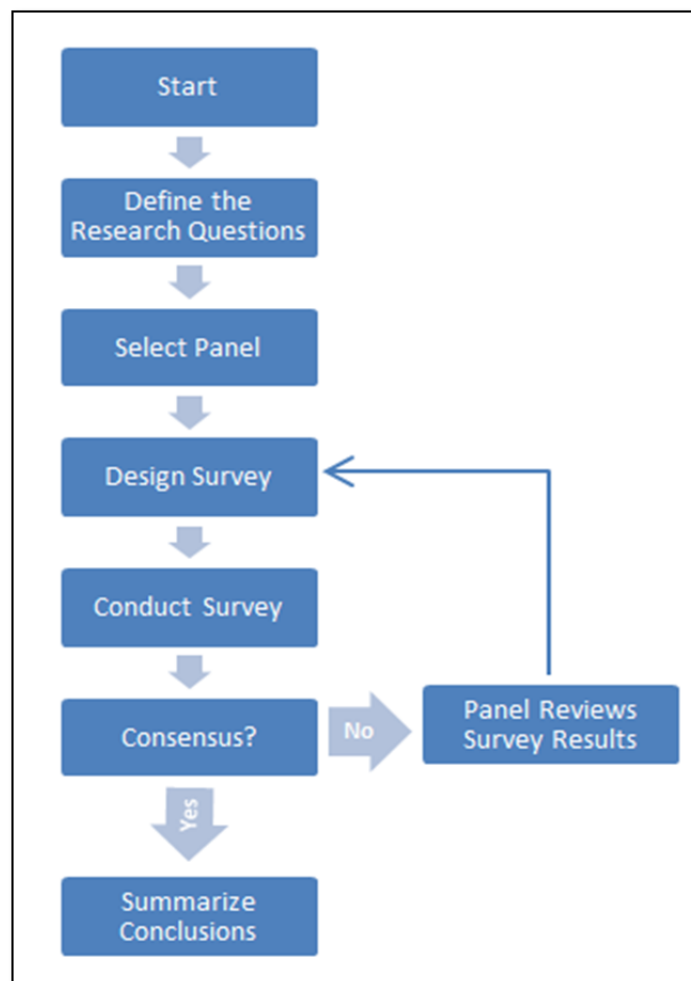 Start
Define the
Research Questions
Select Panel
Design Survey
Conduct Survey
Consensus?
No
Panel Reviews
Survey Results
Yes
Summarize
Conclusions